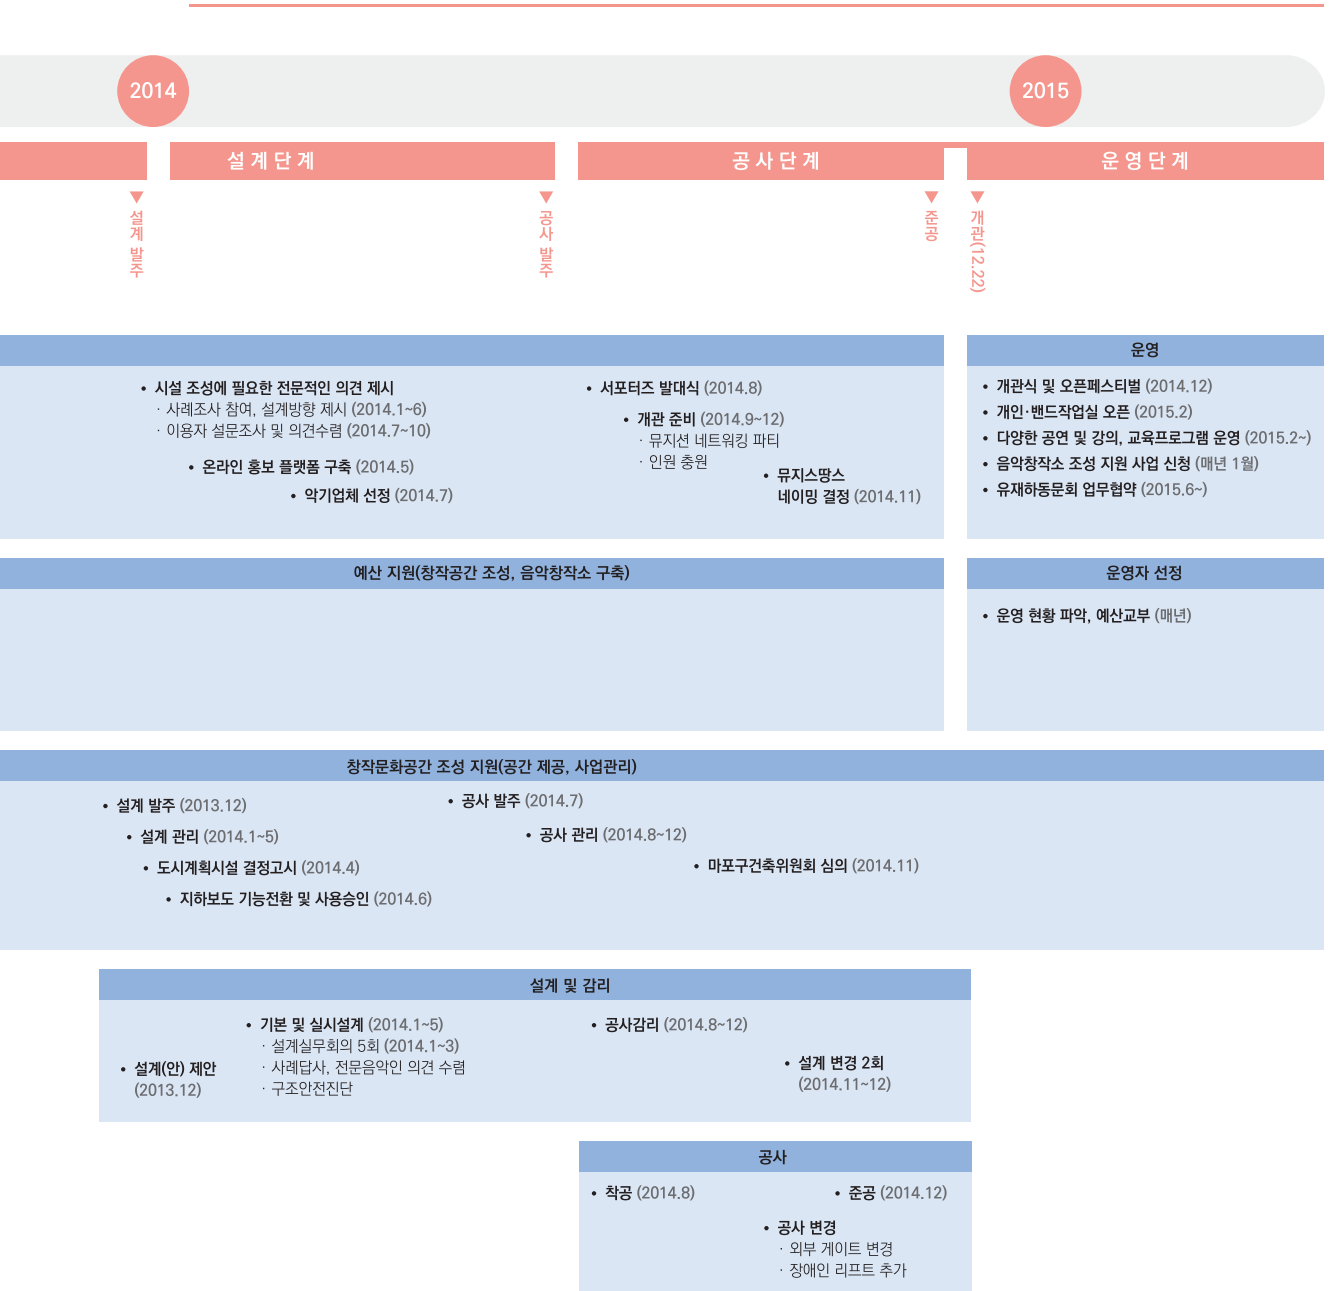 2014
2015
설계단계
공사단계
운영단계
▼설계 발주
▼공사 발주
▼준공
▼개관(12.22)
운영
• 시설 조성에 필요한 전문적인 의견 제시
· 사례조사 참여, 설계방향 제시 (2014.1~6)
· 이용자 설문조사 및 의견수렴 (2014.7~10)
• 온라인 홍보 플랫폼 구축 (2014.5)
• 악기업체 선정 (2014.7)
• 서포터즈 발대식 (2014.8)
• 개관 준비 (2014.9~12)
· 뮤지션 네트워킹 파티
· 인원 충원
• 뮤지스땅스
네이밍 결정 (2014.11)
• 개관식 및 오픈페스티벌 (2014.12)
• 개인·밴드작업실 오픈 (2015.2)
• 다양한 공연 및 강의, 교육프로그램 운영 (2015.2~)
• 음악창작소 조성 지원 사업 신청 (매년 1월)
• 유재하동문회 업무협약 (2015.6~)
예산 지원(창작공간 조성, 음악창작소 구축)
운영자 선정
• 운영 현황 파악, 예산교부 (매년)
창작문화공간 조성 지원(공간 제공, 사업관리)
• 설계 발주 (2013.12)
• 설계 관리 (2014.1~5)
• 도시계획시설 결정고시 (2014.4)
• 지하보도 기능전환 및 사용승인 (2014.6)
• 공사 발주 (2014.7)
• 공사 관리 (2014.8~12)
• 마포구건축위원회 심의 (2014.11)
설계 및 감리
• 설계(안) 제안
(2013.12)
• 기본 및 실시설계 (2014.1~5)
· 설계실무회의 5회 (2014.1~3)
· 사례답사, 전문음악인 의견 수렴
· 구조안전진단
• 공사감리 (2014.8~12)
• 설계 변경 2회
(2014.11~12)
공사
• 착공 (2014.8)
• 준공 (2014.12)
• 공사 변경
· 외부 게이트 변경
· 장애인 리프트 추가